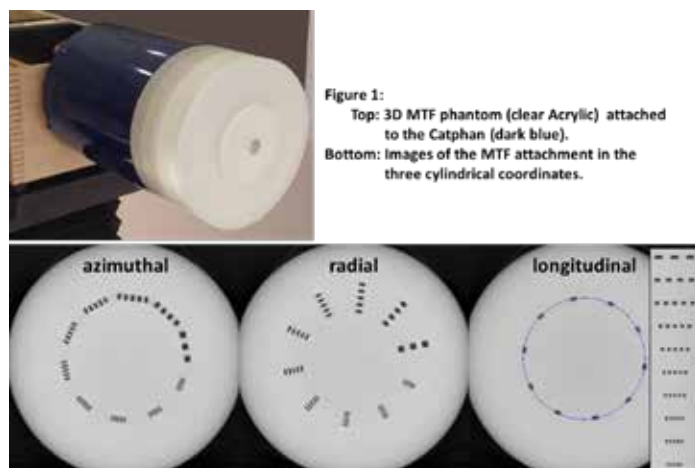 Figure 1:
Top: 3D MTF phantom (clear Acrylic) attached
to the Catphan (dark blue).
Bottom: Images of the MTF attachment in the
three cylindrical coordinates.
azimuthal
radial
longitudinal